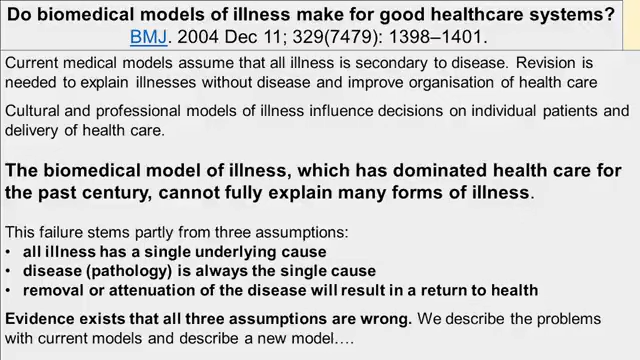 Do biomedical models of illness make for good healthcare systems?
BMJ. 2004 Dec 11; 329(7479): 1398–1401.
Current medical models assume that all illness is secondary to disease. Revision is
needed to explain illnesses without disease and improve organisation of health care
Cultural and professional models of illness influence decisions on individual patients and
delivery of health care.
The biomedical model of illness, which has dominated health care for
the past century, cannot fully explain many forms of illness.
This failure stems partly from three assumptions:
• all illness has a single underlying cause
• disease (pathology) is always the single cause
• removal or attenuation of the disease will result in a return to health
Evidence exists that all three assumptions are wrong. We describe the problems
with current models and describe a new model….